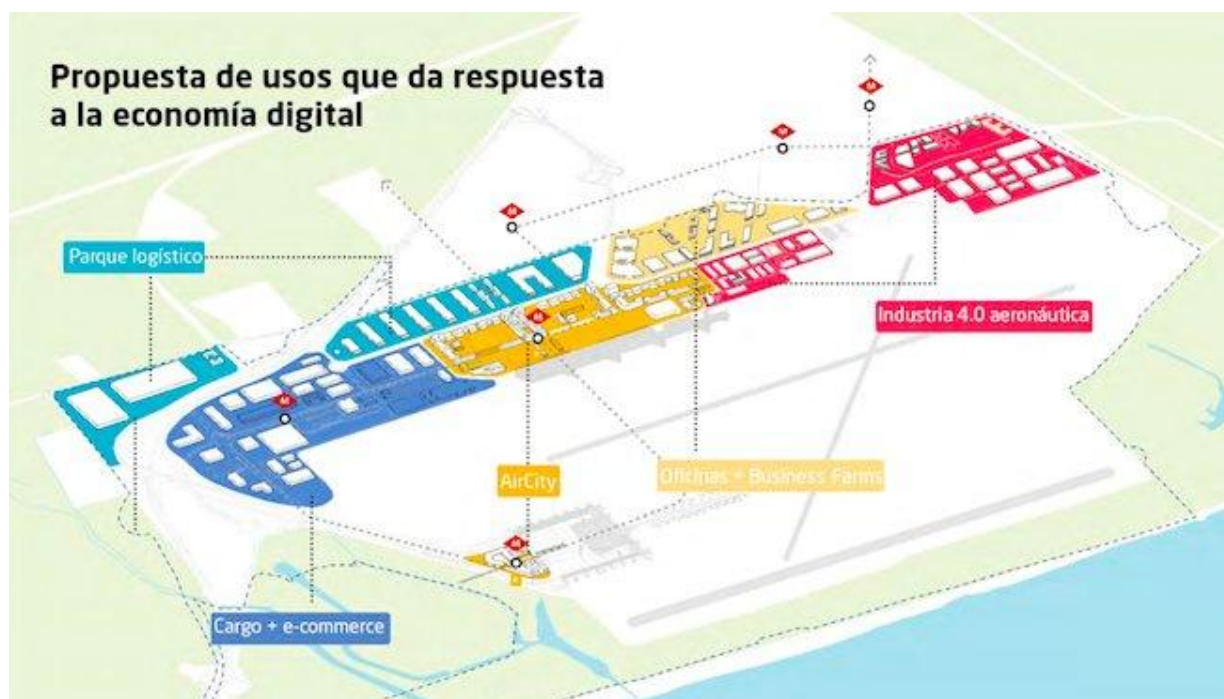 Propuesta de usos que da respuesta
a la economía digital
Parque logístico
Industria 4.0 aeronáutica
AirCity
Oficinas + Business Farms
Cargo + e-commerce